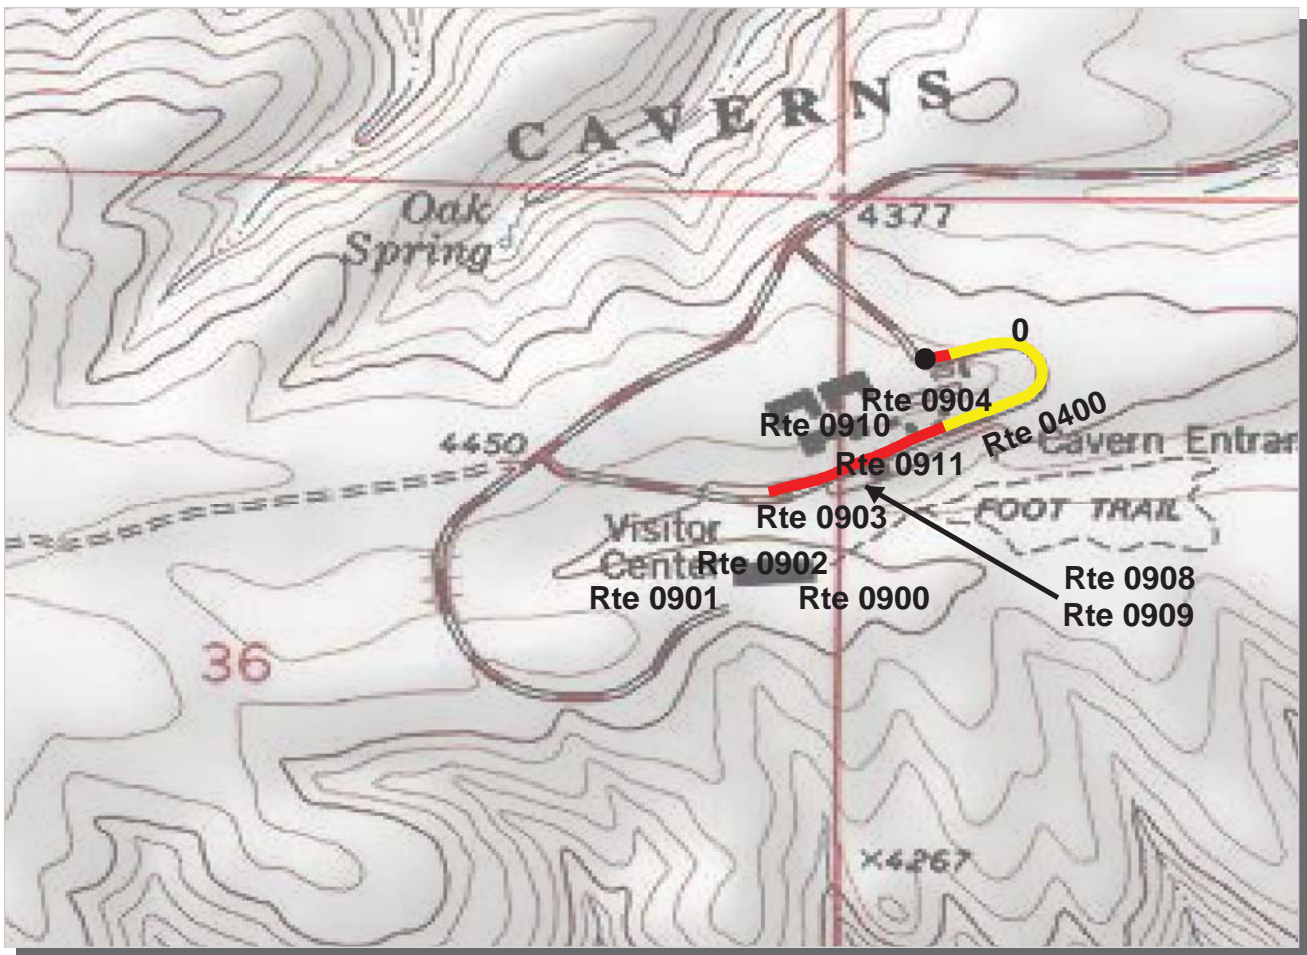 CAVERNS
Oak
Spring
4377
0
Rte 0904
Rte 0400
Rte 0910
4450
Cavern Entran
Rte 0911
FOOT TRAIL
Rte 0903
Visitor
Center
Rte 0902
Rte 0908
Rte 0901
Rte 0900
Rte 0909
36
×4267